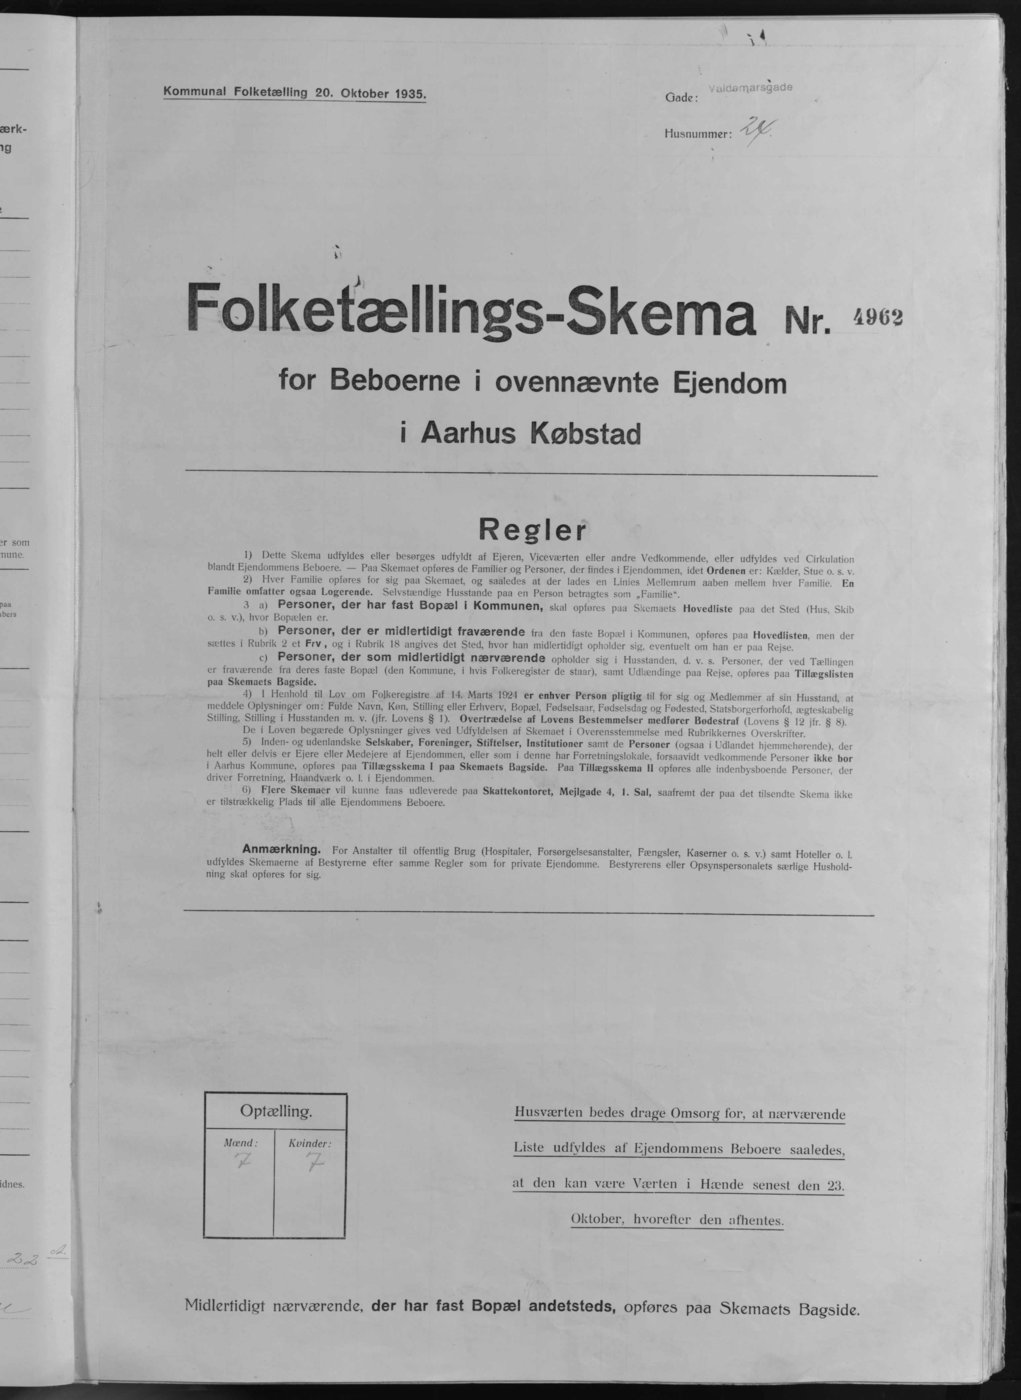 Kommunal Folketælling 20. Oktober 1935.
Gade: Valdemarsgade
Husnummer: 24.
Folketællings-Skema Nr. 4962
for Beboerne i ovennævnte Ejendom
i Aarhus Købstad
Regler
1) Dette Skema udfyldes eller besørges udfyldt af Ejeren, Viceværten eller andre Vedkommende, eller udfyldes ved Cirkulation
blandt Ejendommens Beboere. — Paa Skemaet opføres de Familier og Personer, der findes i Ejendommen, idet Ordenen er: Kælder, Stue o. s. v.
2) Hver Familie opføres for sig paa Skemaet, og saaledes at der lades en Linies Mellemrum aaben mellem hver Familie. En
Familie omfatter ogsaa Logerende. Selvstændige Husstande paa en Person betragtes som „Familie“.
3 a) Personer, der har fast Bopæl i Kommunen, skal opføres paa Skemaets Hovedliste paa det Sted (Hus, Skib
o. s. v.), hvor Bopælen er.
b) Personer, der er midlertidigt fraværende fra den faste Bopæl i Kommunen, opføres paa Hovedlisten, men der
sættes i Rubrik 2 et Frv, og i Rubrik 18 angives det Sted, hvor han midlertidigt opholder sig, eventuelt om han er paa Rejse.
c) Personer, der som midlertidigt nærværende opholder sig i Husstanden, d. v. s. Personer, der ved Tællingen
er fraværende fra deres faste Bopæl (den Kommune, i hvis Folkeregister de staar), samt Udlændinge paa Rejse, opføres paa Tillægslisten
paa Skemaets Bagside.
4) I Henhold til Lov om Folkeregistre af 14. Marts 1924 er enhver Person pligtig til for sig og Medlemmer af sin Husstand, at
meddele Oplysninger om: Fulde Navn, Køn, Stilling eller Erhverv, Bopæl, Fødselsaar, Fødselsdag og Fødested, Statsborgerforhold, ægteskabelig
Stilling, Stilling i Husstanden m. v. (jfr. Lovens § 1). Overtrædelse af Lovens Bestemmelser medfører Bødestraf (Lovens § 12 jfr. § 8).
De i Loven begærede Oplysninger gives ved Udfyldelsen af Skemaet i Overensstemmelse med Rubrikkernes Overskrifter.
5) Inden- og udenlandske Selskaber, Foreninger, Stiftelser, Institutioner samt de Personer (ogsaa i Udlandet hjemmehørende), der
helt eller delvis er Ejere eller Medejere af Ejendommen, eller som i denne har Forretningslokale, forsaavidt vedkommende Personer ikke bor
i Aarhus Kommune, opføres paa Tillægsskema I paa Skemaets Bagside. Paa Tillægsskema II opføres alle indenbysboende Personer, der
driver Forretning, Haandværk o. l. i Ejendommen.
6) Flere Skemaer vil kunne faas udleverede paa Skattekontoret, Mejlgade 4, 1. Sal, saafremt der paa det tilsendte Skema ikke
er tilstrækkelig Plads til alle Ejendommens Beboere.
Anmærkning. For Anstalter til offentlig Brug (Hospitaler, Forsørgelsesanstalter, Fængsler, Kaserner o. s. v.) samt Hoteller o. l.
udfyldes Skemaerne af Bestyrerne efter samme Regler som for private Ejendomme. Bestyrerens eller Opsynspersonalets særlige Hushold-
ning skal opføres for sig.
Optælling.
Mænd: Kvinder:
7 7
Husværten bedes drage Omsorg for, at nærværende
Liste udfyldes af Ejendommens Beboere saaledes,
at den kan være Værten i Hænde senest den 23.
Oktober, hvorefter den afhentes.
Midlertidigt nærværende, der har fast Bopæl andetsteds, opføres paa Skemaets Bagside.